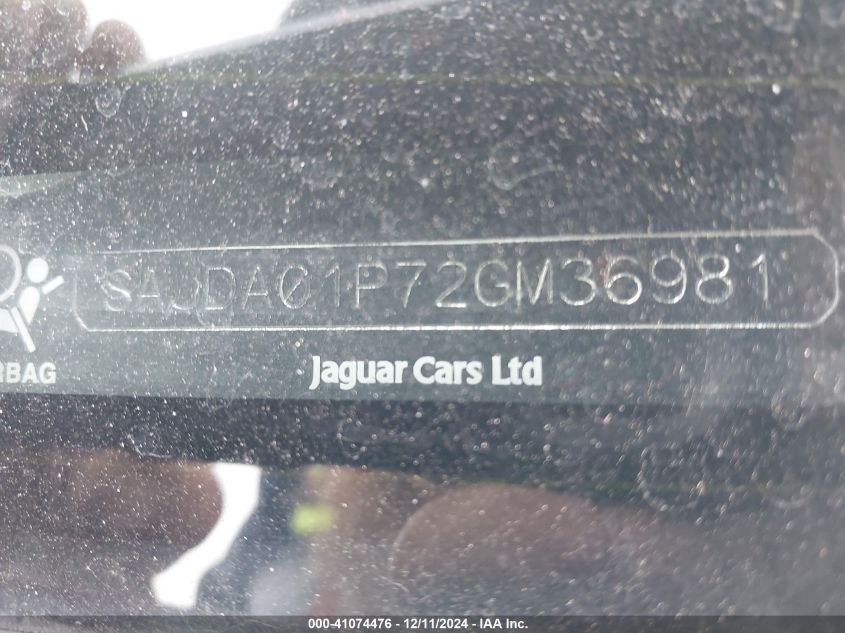 SAJDA01P72GM36981
RBAG
Jaguar Cars Ltd
000-41074476 - 12/11/2024 - IAA Inc.